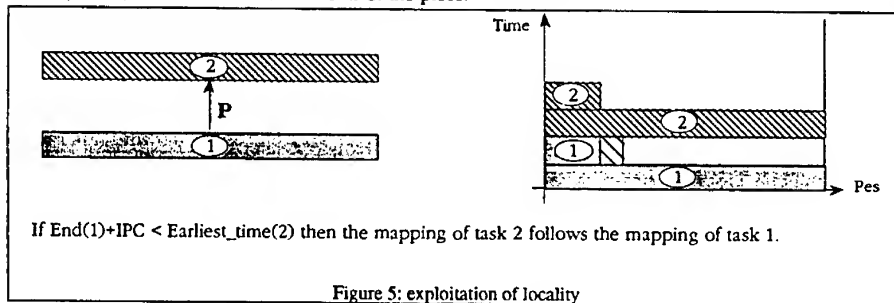 2
P
1
Time
2
2
1
1
Pes
If End(1)+IPC < Earliest_time(2) then the mapping of task 2 follows the mapping of task 1.
Figure 5: exploitation of locality